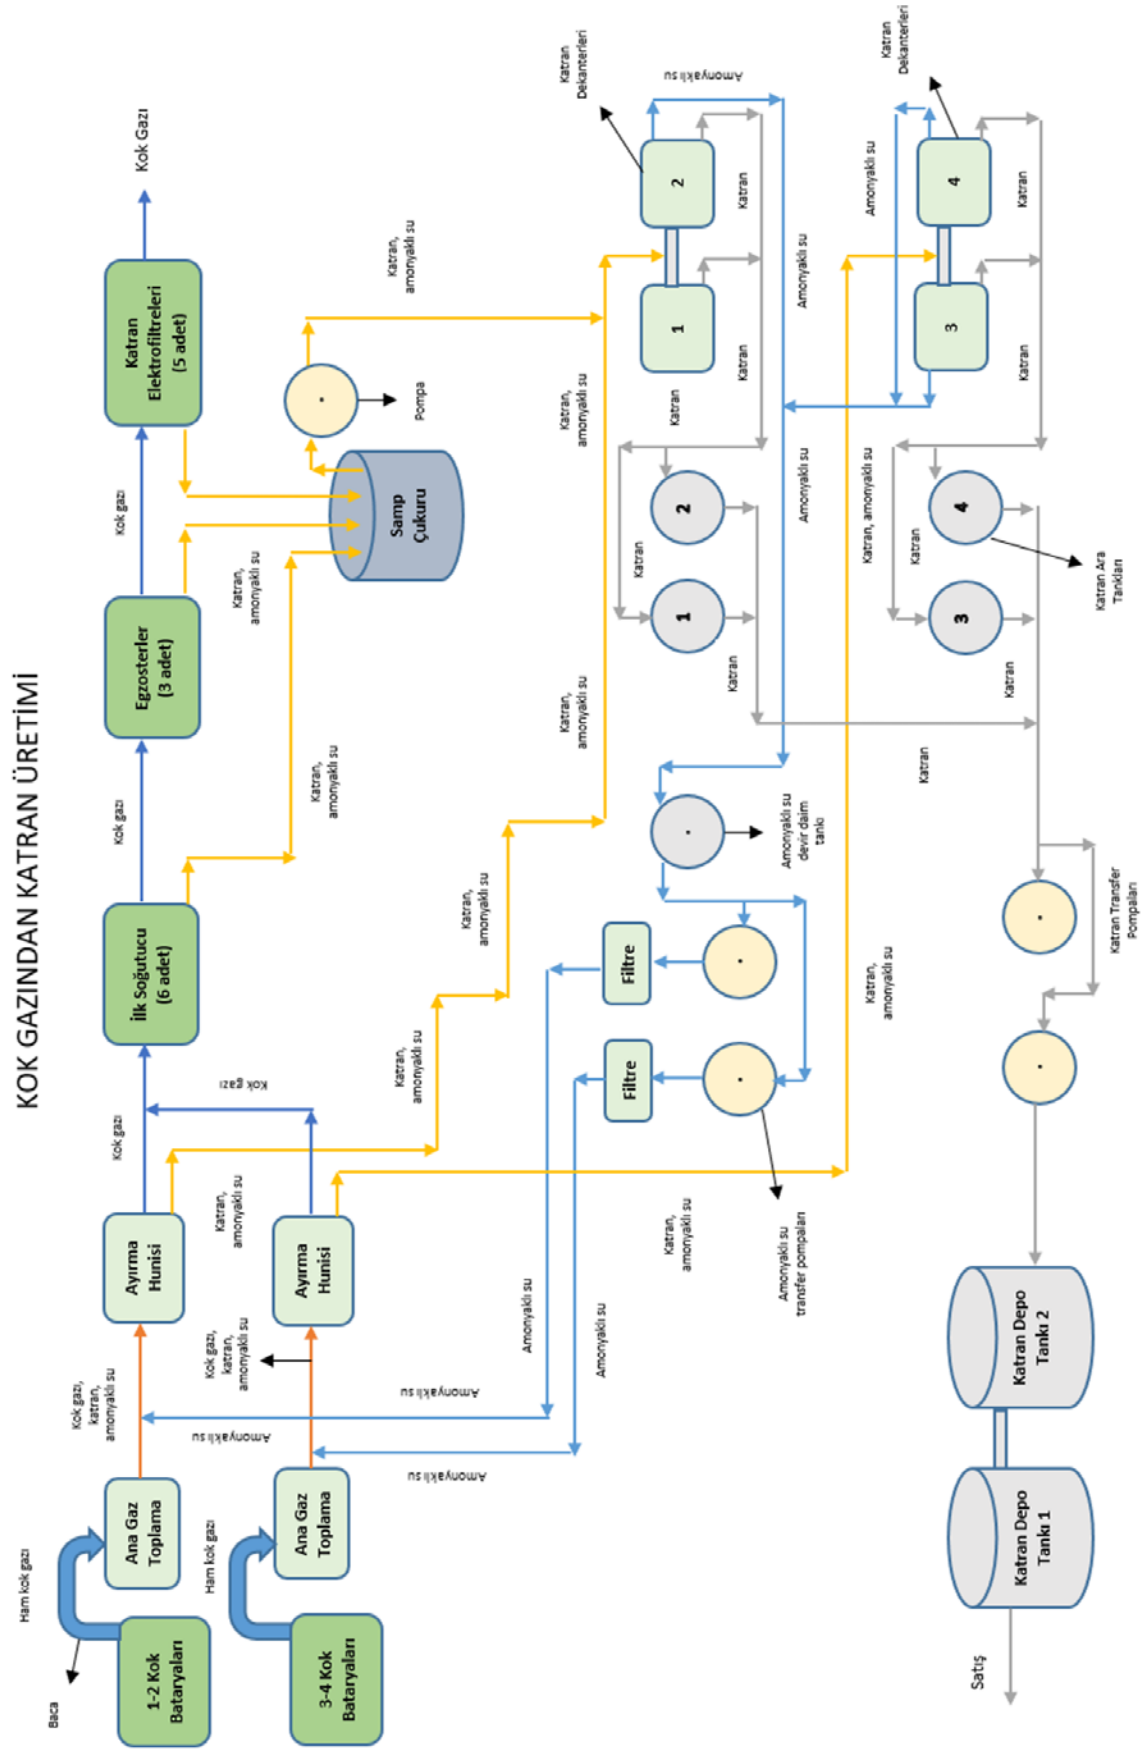 KOK GAZINDAN KATRAN ÜRETİMİ
Baca
Ham kok gazı
1-2 Kok
Bataryaları
Ana Gaz
Toplama
Kok gazı,
katran,
amonyaklı su
Amonyaklı su
Ayırma
Hunisi
Kok gazı
İlk Soğutucu
(6 adet)
Kok gazı
Egzosterler
(3 adet)
Kok gazı
Katran
Elektrofiltreleri
(5 adet)
Kok Gazı
Ham kok gazı
3-4 Kok
Bataryaları
Ana Gaz
Toplama
Kok gazı,
katran,
amonyaklı su
Ayırma
Hunisi
Katran,
amonyaklı su
Kok gazı
Katran,
amonyaklı su
Katran,
amonyaklı su
Samp
Çukuru
Pompa
Katran,
amonyaklı su
Amonyaklı su
Amonyaklı su
Katran,
amonyaklı su
Katran,
amonyaklı su
Katran,
amonyaklı su
Katran,
amonyaklı su
Amonyaklı su
Amonyaklı su
Filtre
Filtre
Katran,
amonyaklı su
Amonyaklı su
transfer pompaları
Amonyaklı su
devir daim
tankı
Katran
1
2
Katran
Katran
1
2
Katran
Katran
Katran
Dekanterleri
Amonyaklı su
Amonyaklı su
Amonyaklı su
Katran,
amonyaklı su
Katran, amonyaklı su
Amonyaklı su
Katran
Katran
3
4
Katran
Katran Ara
Tankları
3
4
Katran
Katran
Katran
Dekanterleri
Katran Transfer
Pompaları
Katran Depo
Tankı 2
Katran Depo
Tankı 1
Satış